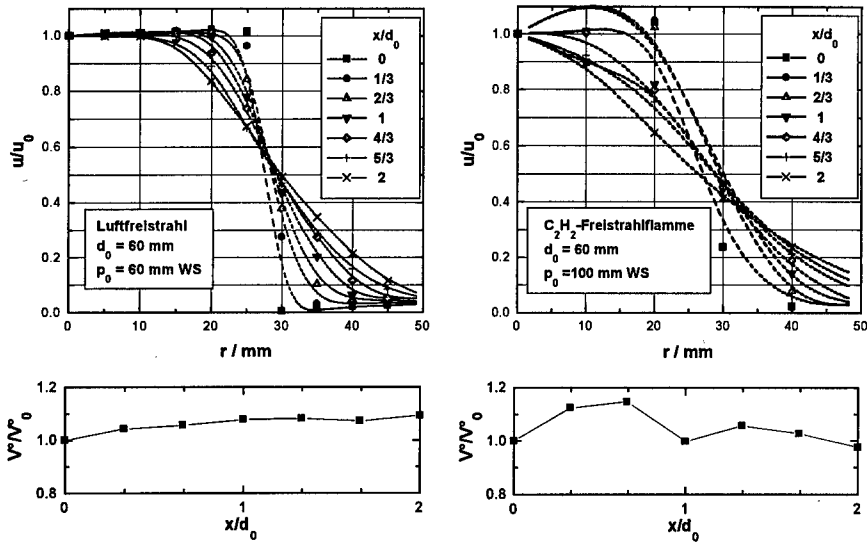 1.0
0.8
0.6
0.4
0.2
0.0
u/u₀
0 10 20 30 40 50
r / mm
x/d₀
0
1/3
2/3
1
4/3
5/3
2
Luftfreistrahl
d₀ = 60 mm
p₀ = 60 mm WS
1.0
0.8
0.6
0.4
0.2
0.0
u/u₀
0 10 20 30 40 50
r / mm
x/d₀
0
1/3
2/3
1
4/3
5/3
2
C₂H₂-Freistrahlflamme
d₀ = 60 mm
p₀ =100 mm WS
1.2
1.0
0.8
V°/V°₀
0 1 2
x/d₀
1.2
1.0
0.8
V°/V°₀
0 1 2
x/d₀